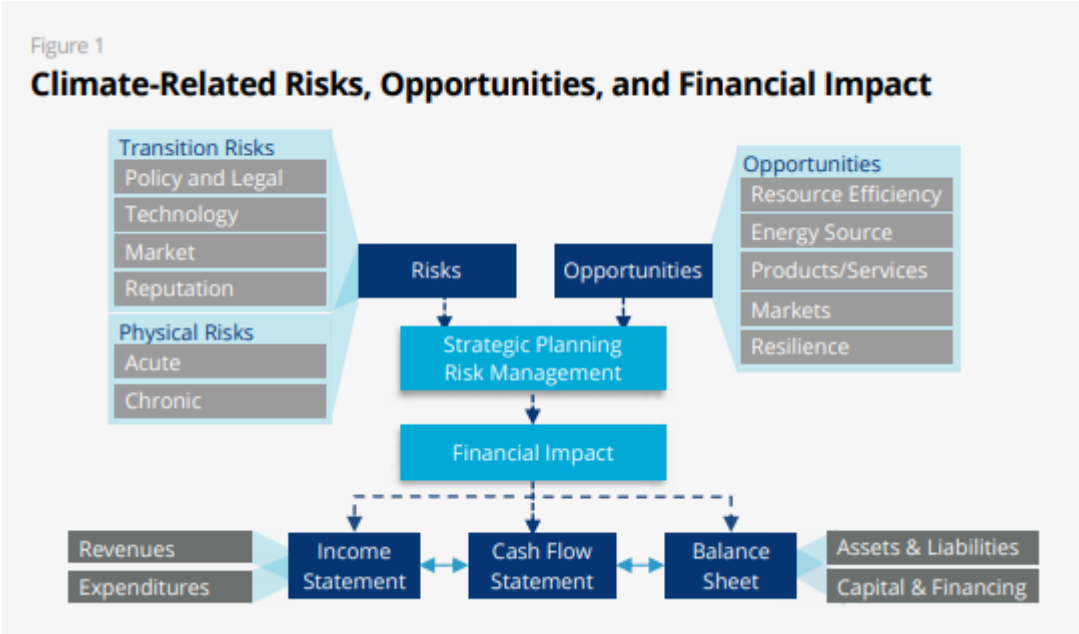 Figure 1
Climate-Related Risks, Opportunities, and Financial Impact
Transition Risks
Policy and Legal
Technology
Market
Reputation
Physical Risks
Acute
Chronic
Risks
Opportunities
Opportunities
Resource Efficiency
Energy Source
Products/Services
Markets
Resilience
Strategic Planning
Risk Management
Financial Impact
Revenues
Expenditures
Income
Statement
Cash Flow
Statement
Balance
Sheet
Assets & Liabilities
Capital & Financing